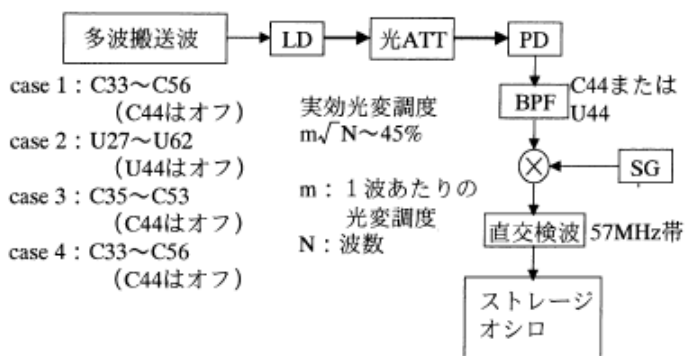 多波搬送波
LD
光ATT
PD
case 1 : C33〜C56
(C44はオフ)
case 2 : U27〜U62
(U44はオフ)
case 3 : C35〜C53
(C44はオフ)
case 4 : C33〜C56
(C44はオフ)
実効光変調度
m√N〜45%
m : 1波あたりの
光変調度
N : 波数
BPF
C44または
U44
SG
直交検波
57MHz帯
ストレージ
オシロ